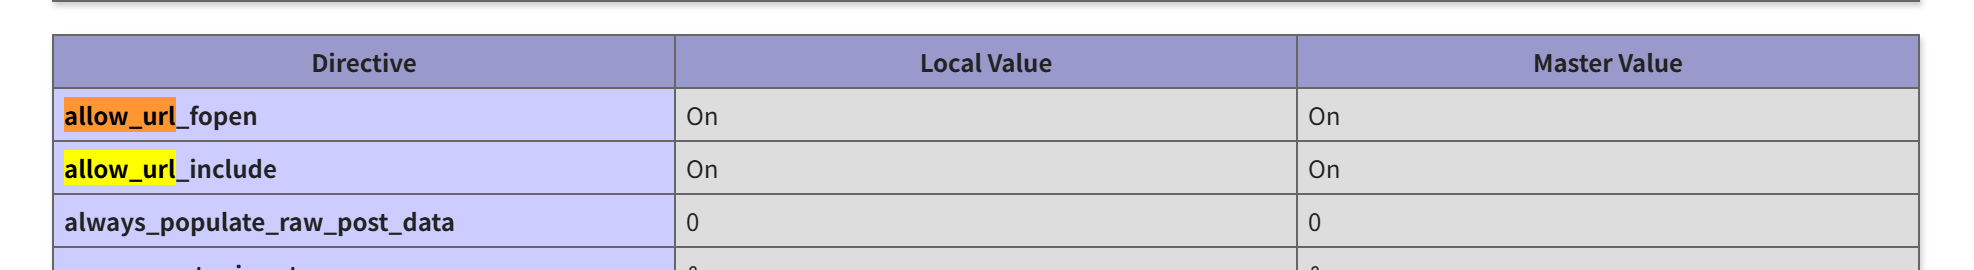 Directive Local Value Master Value
allow_url_fopen On On
allow_url_include On On
always_populate_raw_post_data 0 0